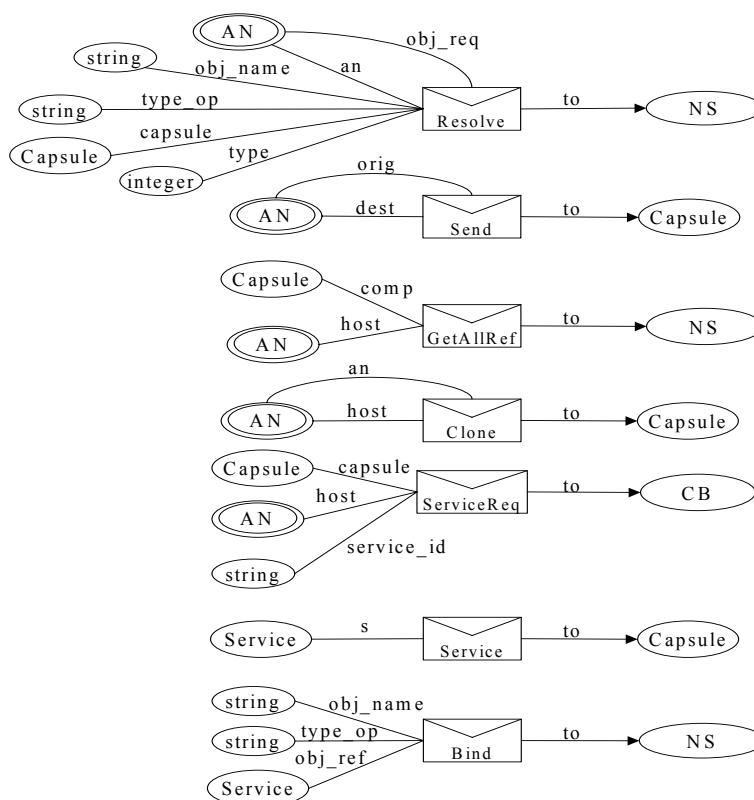 AN
obj_req
string
obj_name
an
string
type_op
to
NS
Resolve
Capsule
capsule
type
integer
orig
AN
dest
to
Capsule
Send
Capsule
comp
host
to
NS
AN
GetAllRef
an
AN
host
to
Capsule
Clone
Capsule
capsule
host
to
CB
AN
ServiceReq
service_id
string
Service
s
to
Capsule
Service
string
obj_name
string
type_op
to
NS
obj_ref
Bind
Service